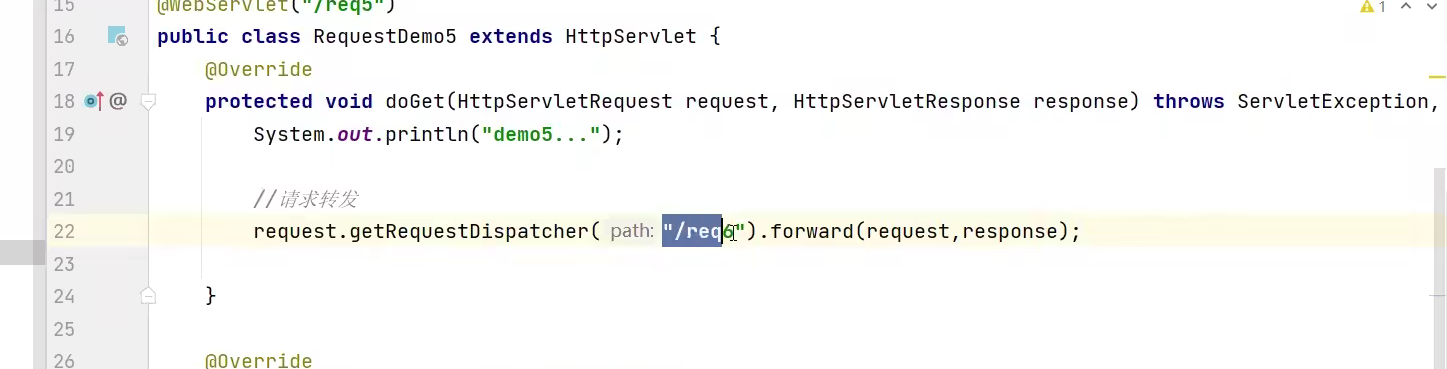 15 @WebServlet("/req5")
1
16 public class RequestDemo5 extends HttpServlet {
17 @Override
18 @ protected void doGet(HttpServletRequest request, HttpServletResponse response) throws ServletException,
19 System.out.println("demo5...");
20
21 //请求转发
22 request.getRequestDispatcher( path: "/req6").forward(request,response);
23
24 }
25
26 @Override